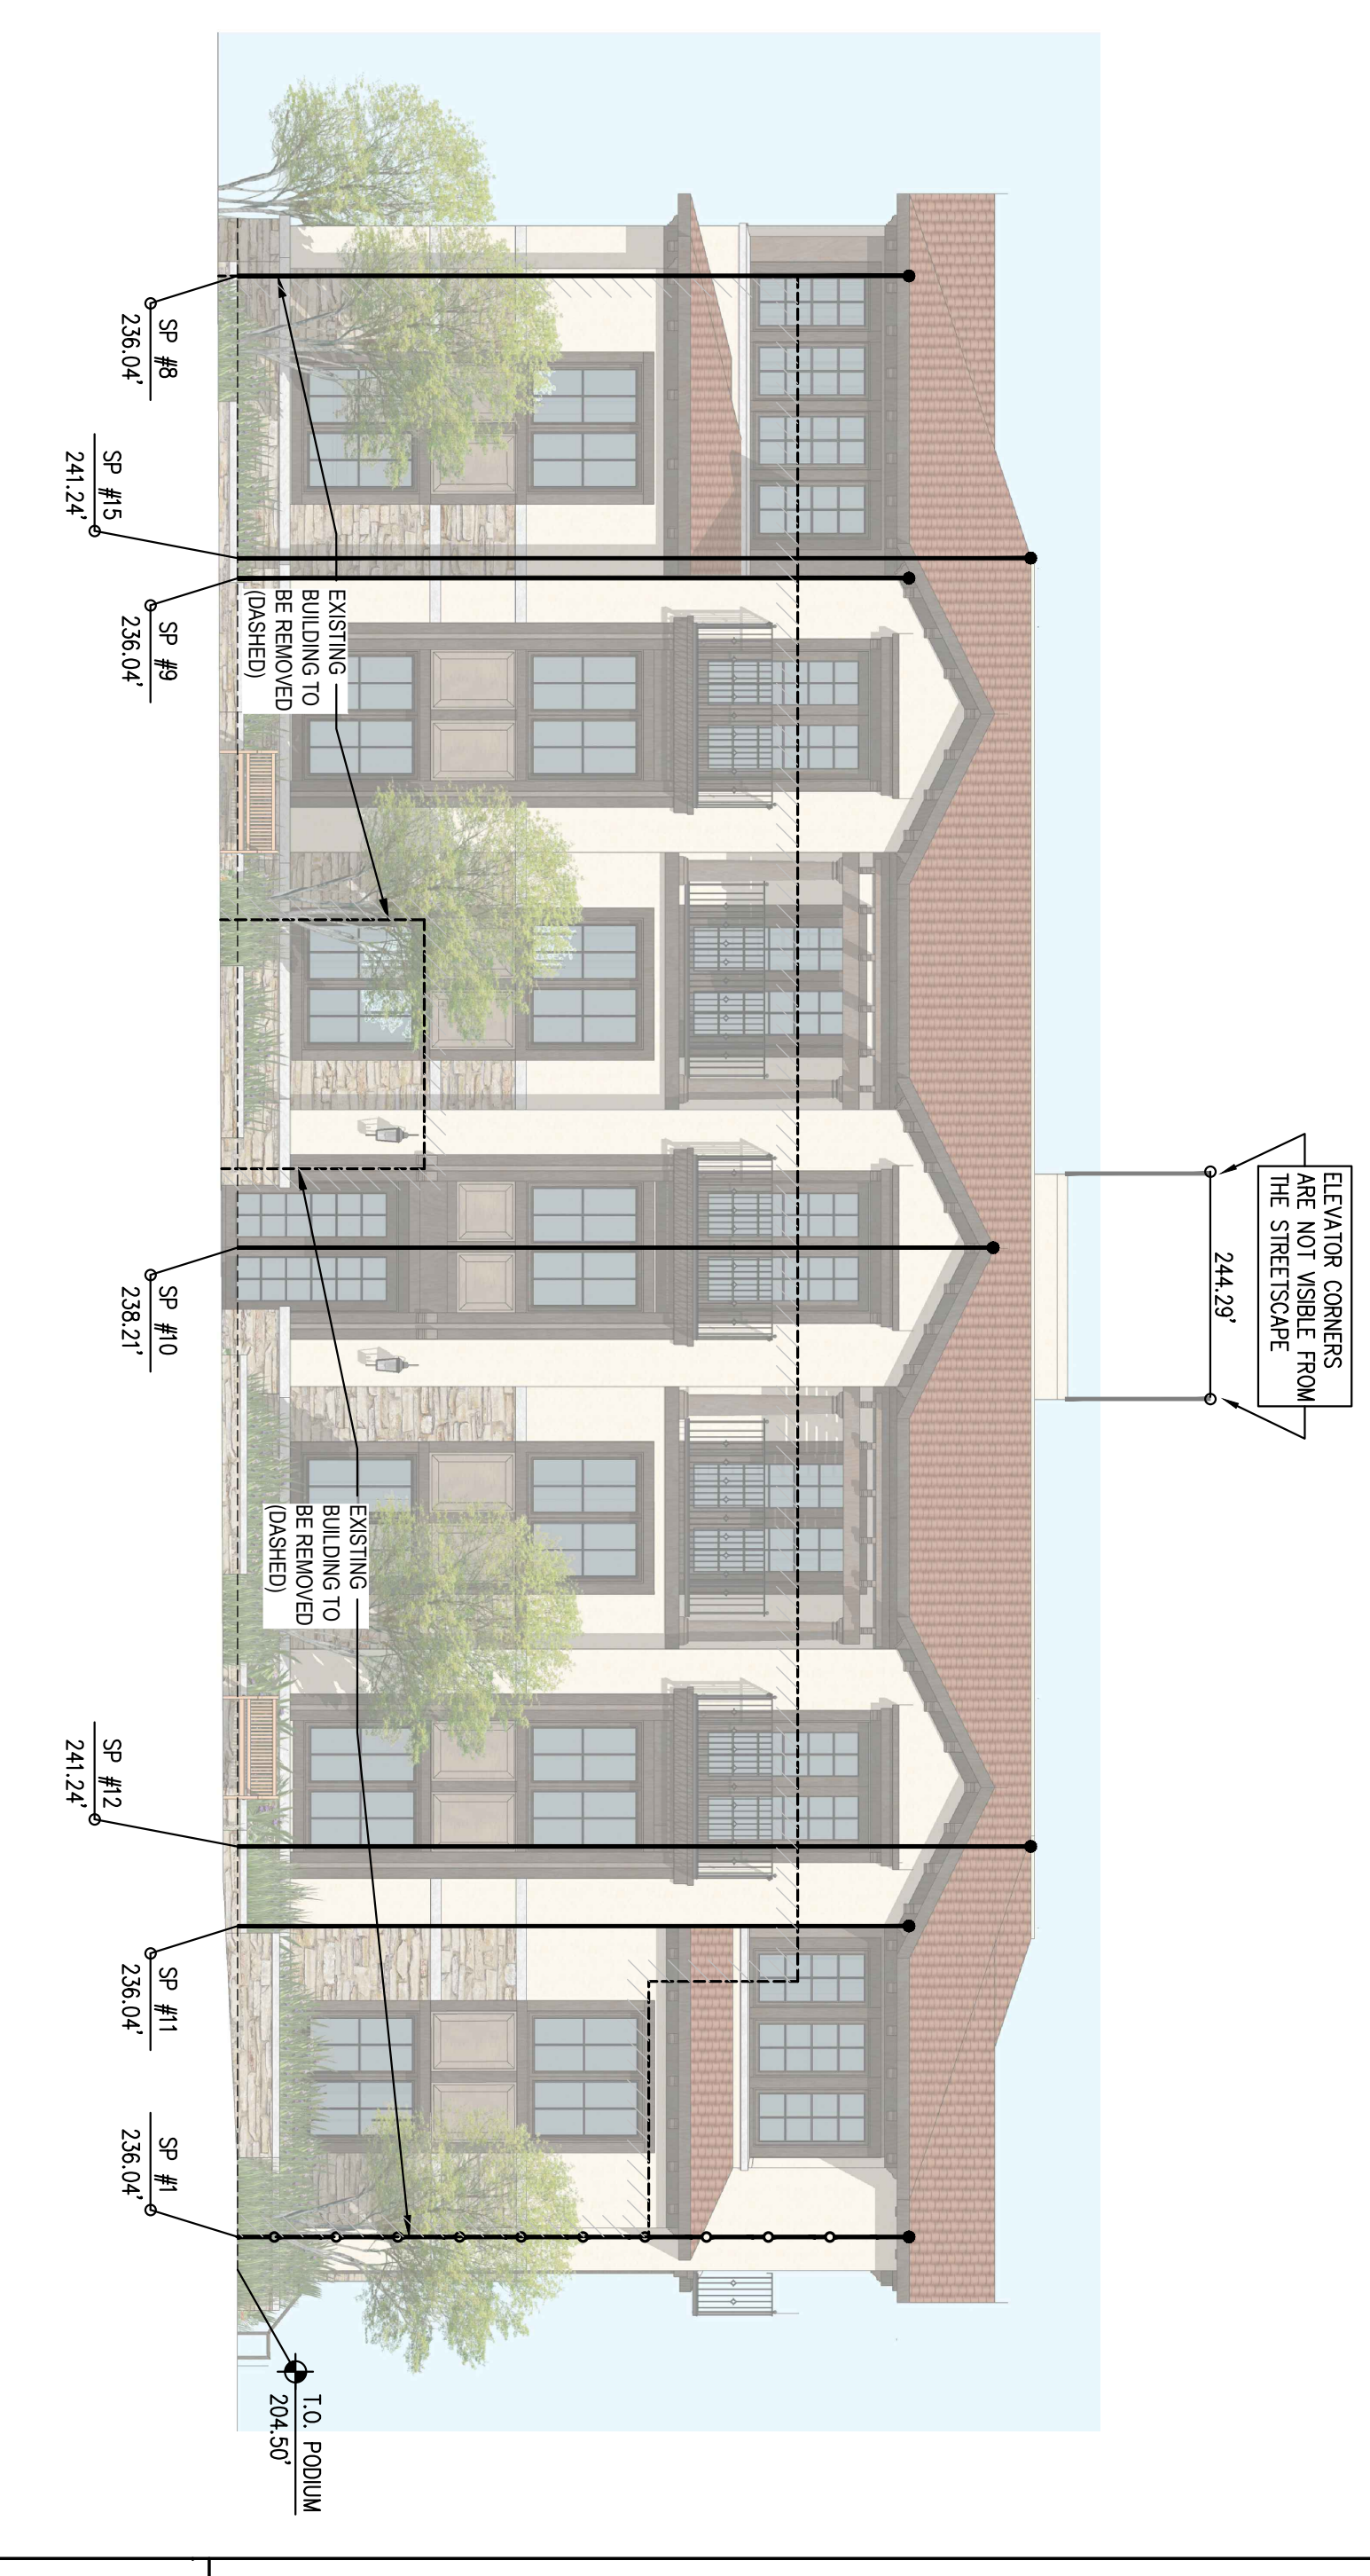 ELEVATOR CORNERS
ARE NOT VISIBLE FROM
THE STREETSCAPE
244.29'
EXISTING
BUILDING TO
BE REMOVED
(DASHED)
EXISTING
BUILDING TO
BE REMOVED
(DASHED)
T.O. PODIUM
204.50'
SP #8
236.04'
SP #15
241.24'
SP #9
236.04'
SP #10
238.21'
SP #12
241.24'
SP #11
236.04'
SP #1
236.04'